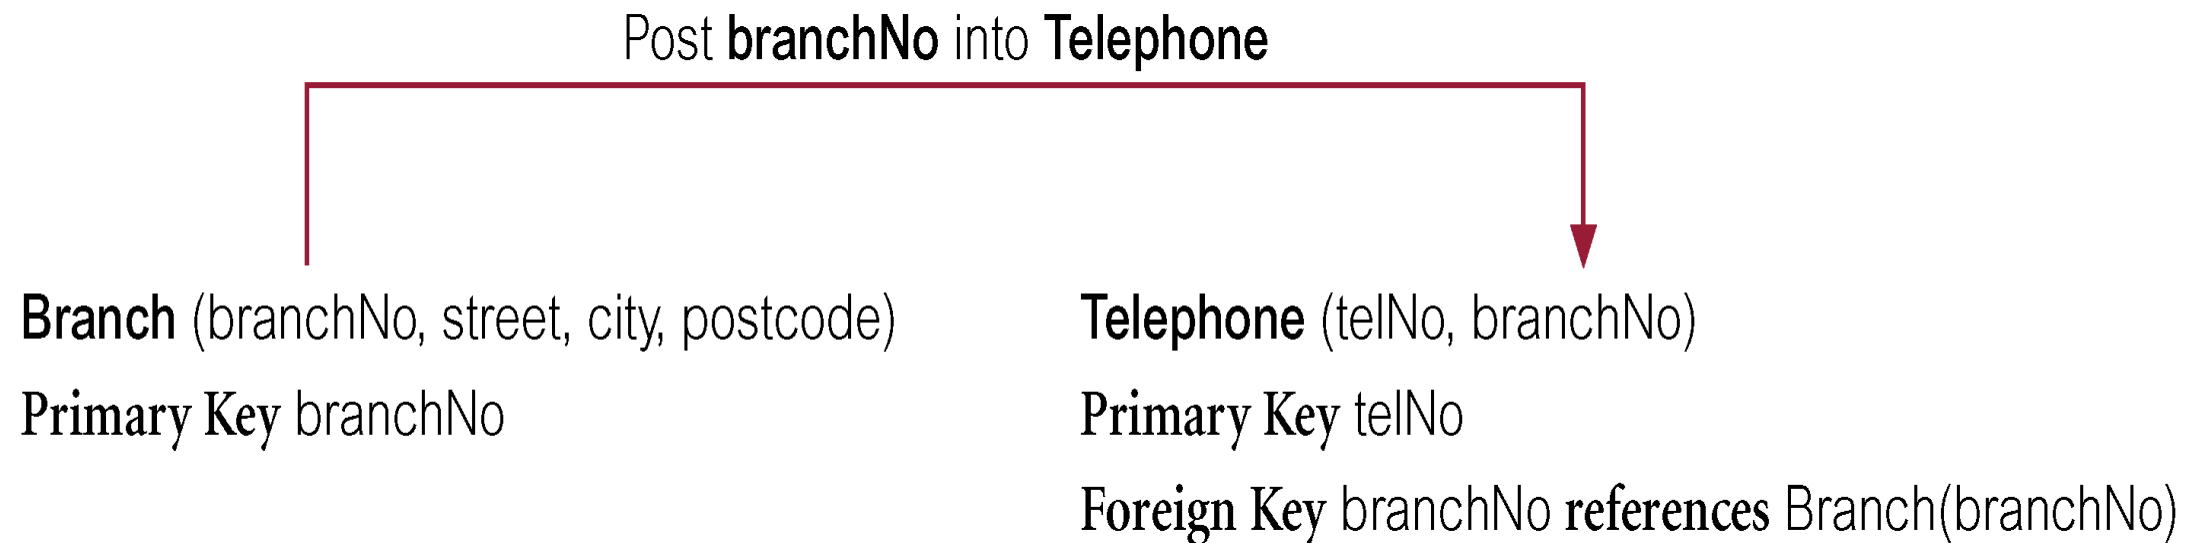 Post branchNo into Telephone
Branch (branchNo, street, city, postcode)
Primary Key branchNo
Telephone (telNo, branchNo)
Primary Key telNo
Foreign Key branchNo references Branch(branchNo)